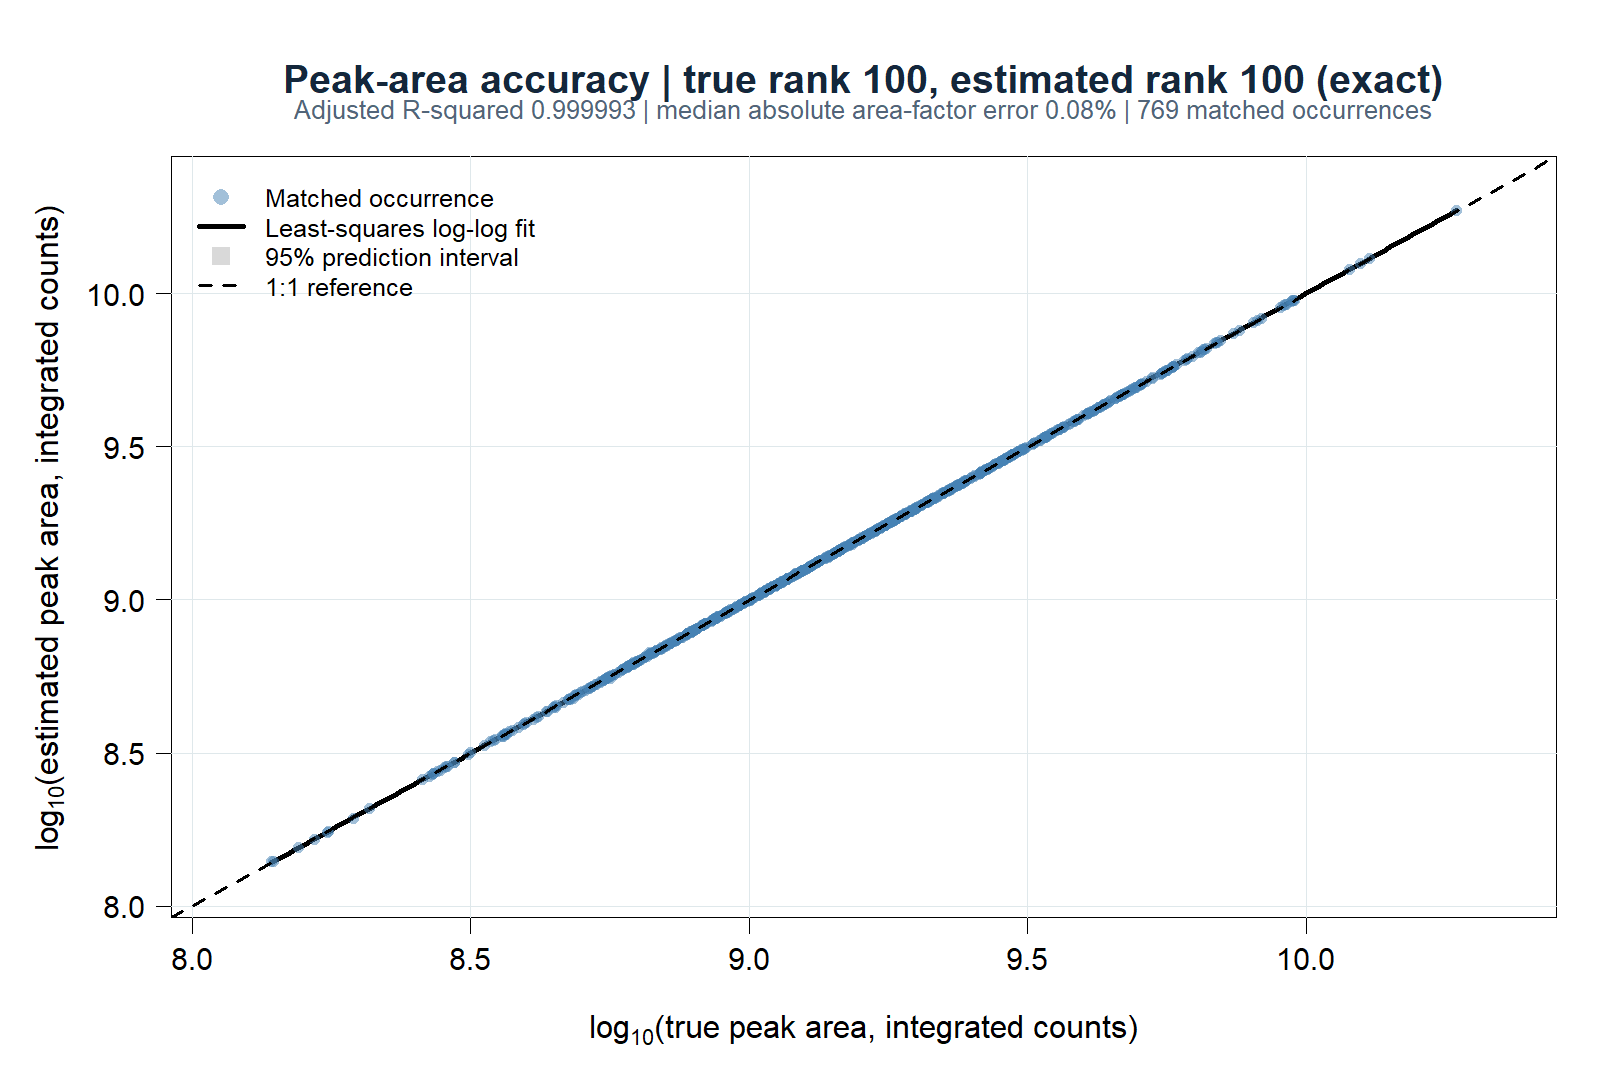 Peak-area accuracy | true rank 100, estimated rank 100 (exact)
Adjusted R-squared 0.999993 | median absolute area-factor error 0.08% | 769 matched occurrences
Matched occurrence
Least-squares log-log fit
95% prediction interval
1:1 reference
log10(estimated peak area, integrated counts)
10.0
9.5
9.0
8.5
8.0
8.0 8.5 9.0 9.5 10.0
log10(true peak area, integrated counts)